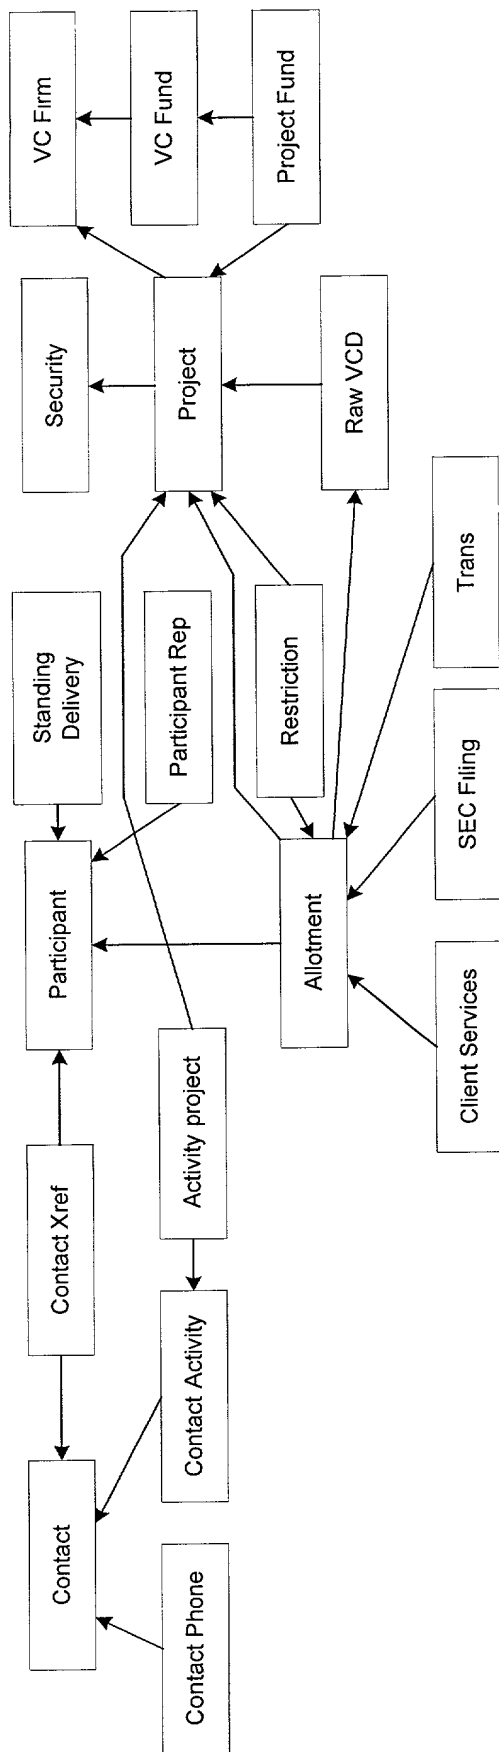 Contact
Contact Xref
Participant
Standing
Delivery
Security
VC Firm
Contact Phone
Contact Activity
Activity project
Participant Rep
Project
VC Fund
Allotment
Restriction
Raw VCD
Project Fund
Client Services
SEC Filing
Trans